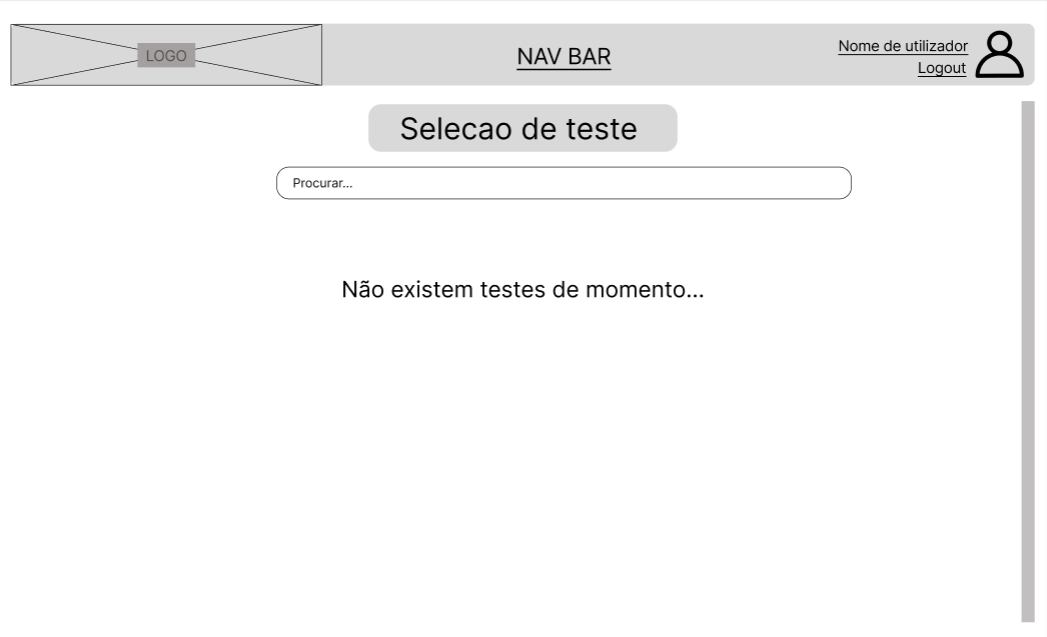 LOGO
NAV BAR
Nome de utilizador
Logout
Selecao de teste
Procurar...
Não existem testes de momento...